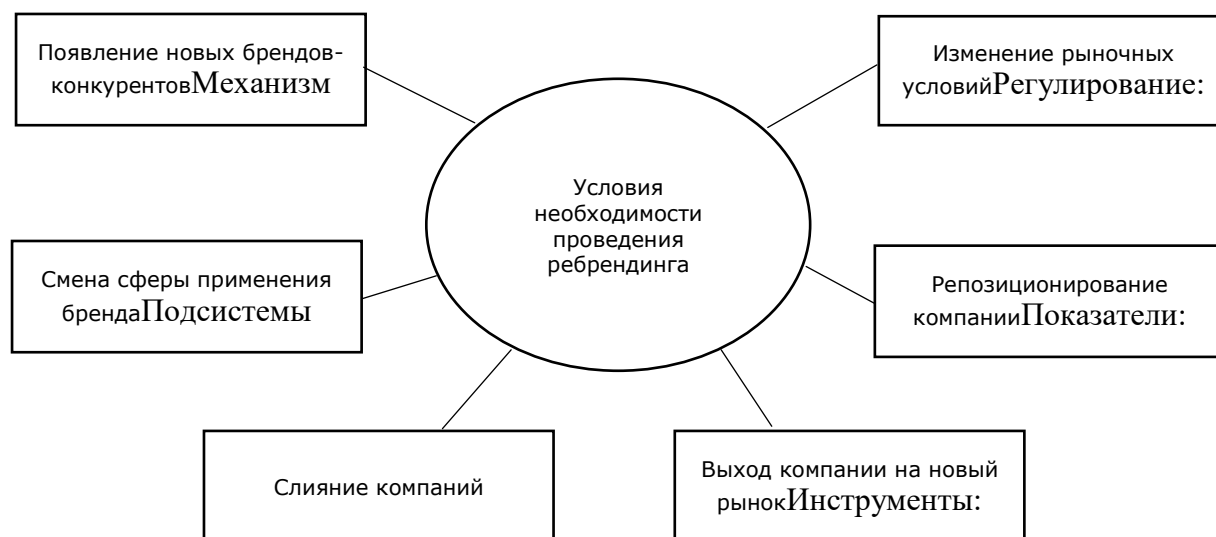 Появление новых брендов-
конкурентовМеханизм
Изменение рыночных
условийРегулирование:
Условия
необходимости
проведения
ребрендинга
Смена сферы применения
брендаПодсистемы
Репозиционирование
компанииПоказатели:
Слияние компаний
Выход компании на новый
рынокИнструменты: